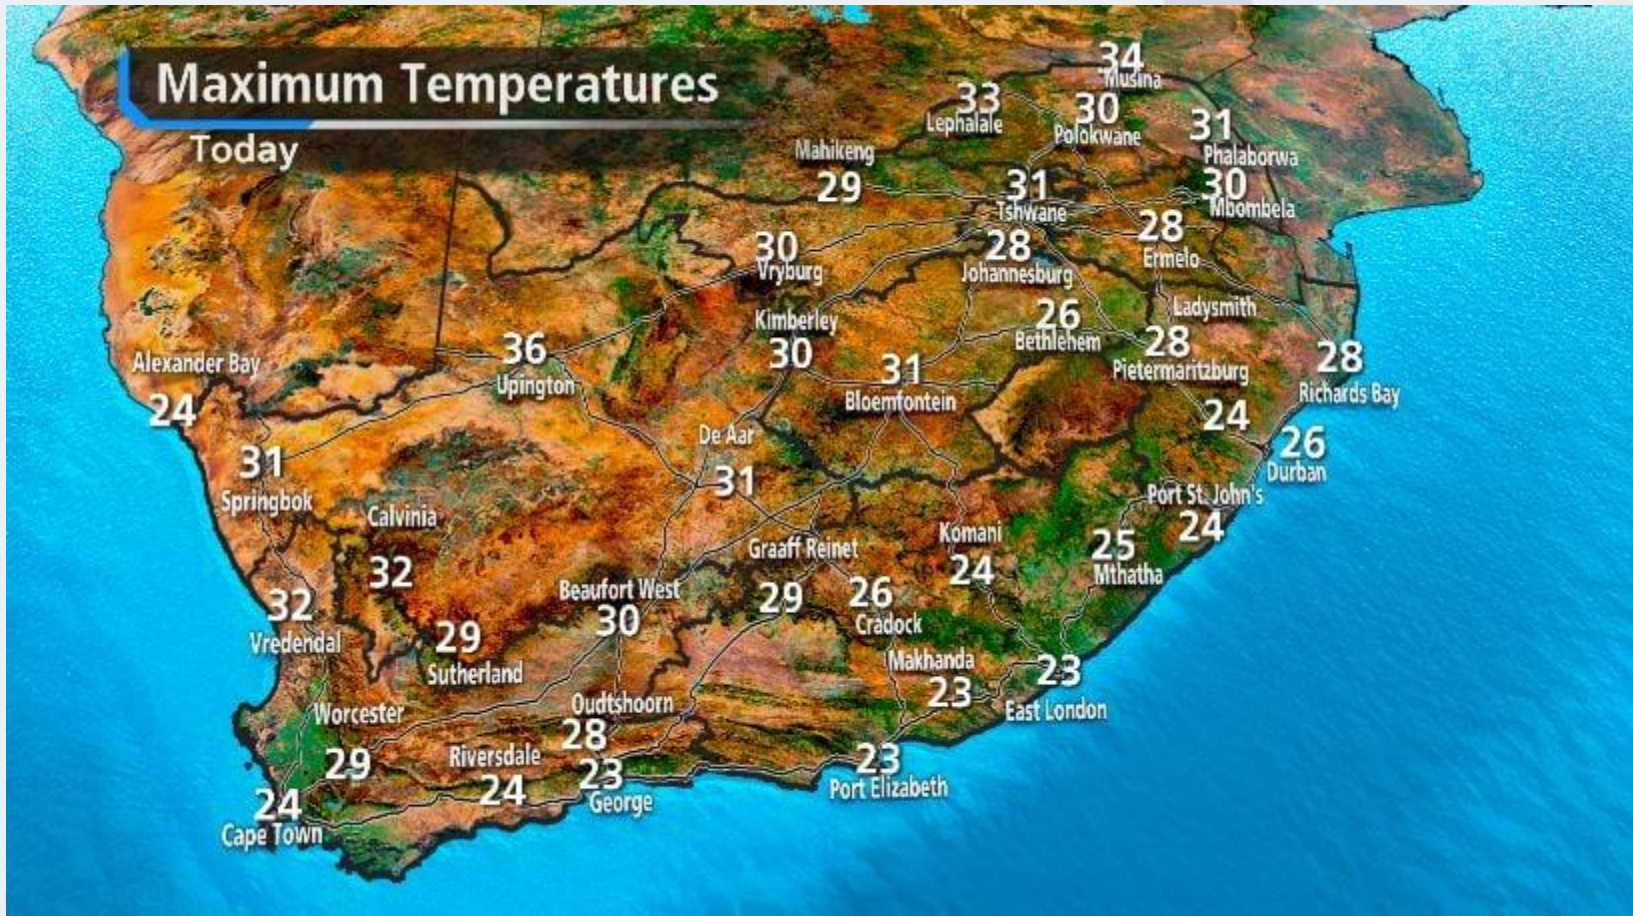 Maximum Temperatures
Today
34
Musina
33
Lephalale
30
Polokwane
31
Phalaborwa
Mahikeng
29
31
Tshwane
30
Mbombela
28
Ermelo
30
Vryburg
28
Johannesburg
Ladysmith
26
Bethlehem
28
Pietermaritzburg
Kimberley
30
28
Richards Bay
36
Upington
31
Bloemfontein
Alexander Bay
24
24
26
Durban
De Aar
31
31
Springbok
Port St. John's
24
Calvinia
32
Komani
24
25
Mthatha
Graaff Reinet
29
26
Cradock
Beaufort West
30
32
Vredendal
29
Sutherland
Makhanda
23
23
East London
Oudtshoorn
28
Worcester
29
Riversdale
24
23
George
23
Port Elizabeth
24
Cape Town